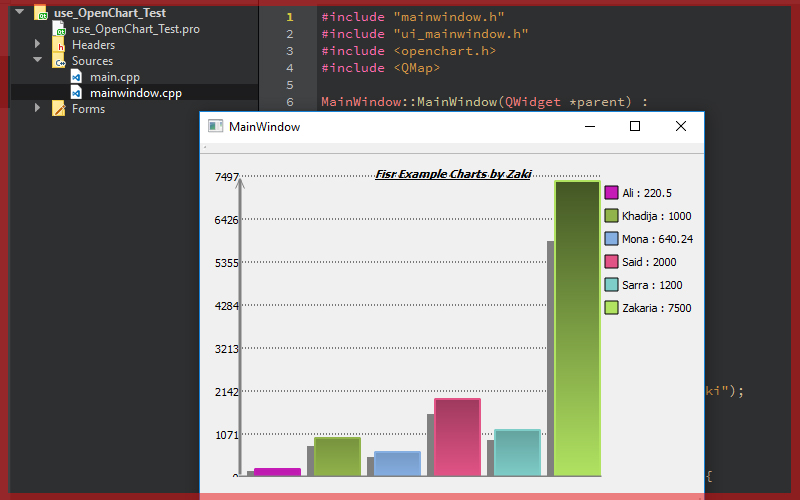 use_OpenChart_Test
use_OpenChart_Test.pro
Headers
Sources
main.cpp
mainwindow.cpp
Forms
1 #include "mainwindow.h"
2 #include "ui_mainwindow.h"
3 #include <openchart.h>
4 #include <QMap>
5
6 MainWindow::MainWindow(QWidget *parent) :
MainWindow
Fisr Example Charts by Zaki
7497
6426
5355
4284
3213
2142
1071
Ali : 220.5
Khadija : 1000
Mona : 640.24
Said : 2000
Sarra : 1200
Zakaria : 7500
ki");
{